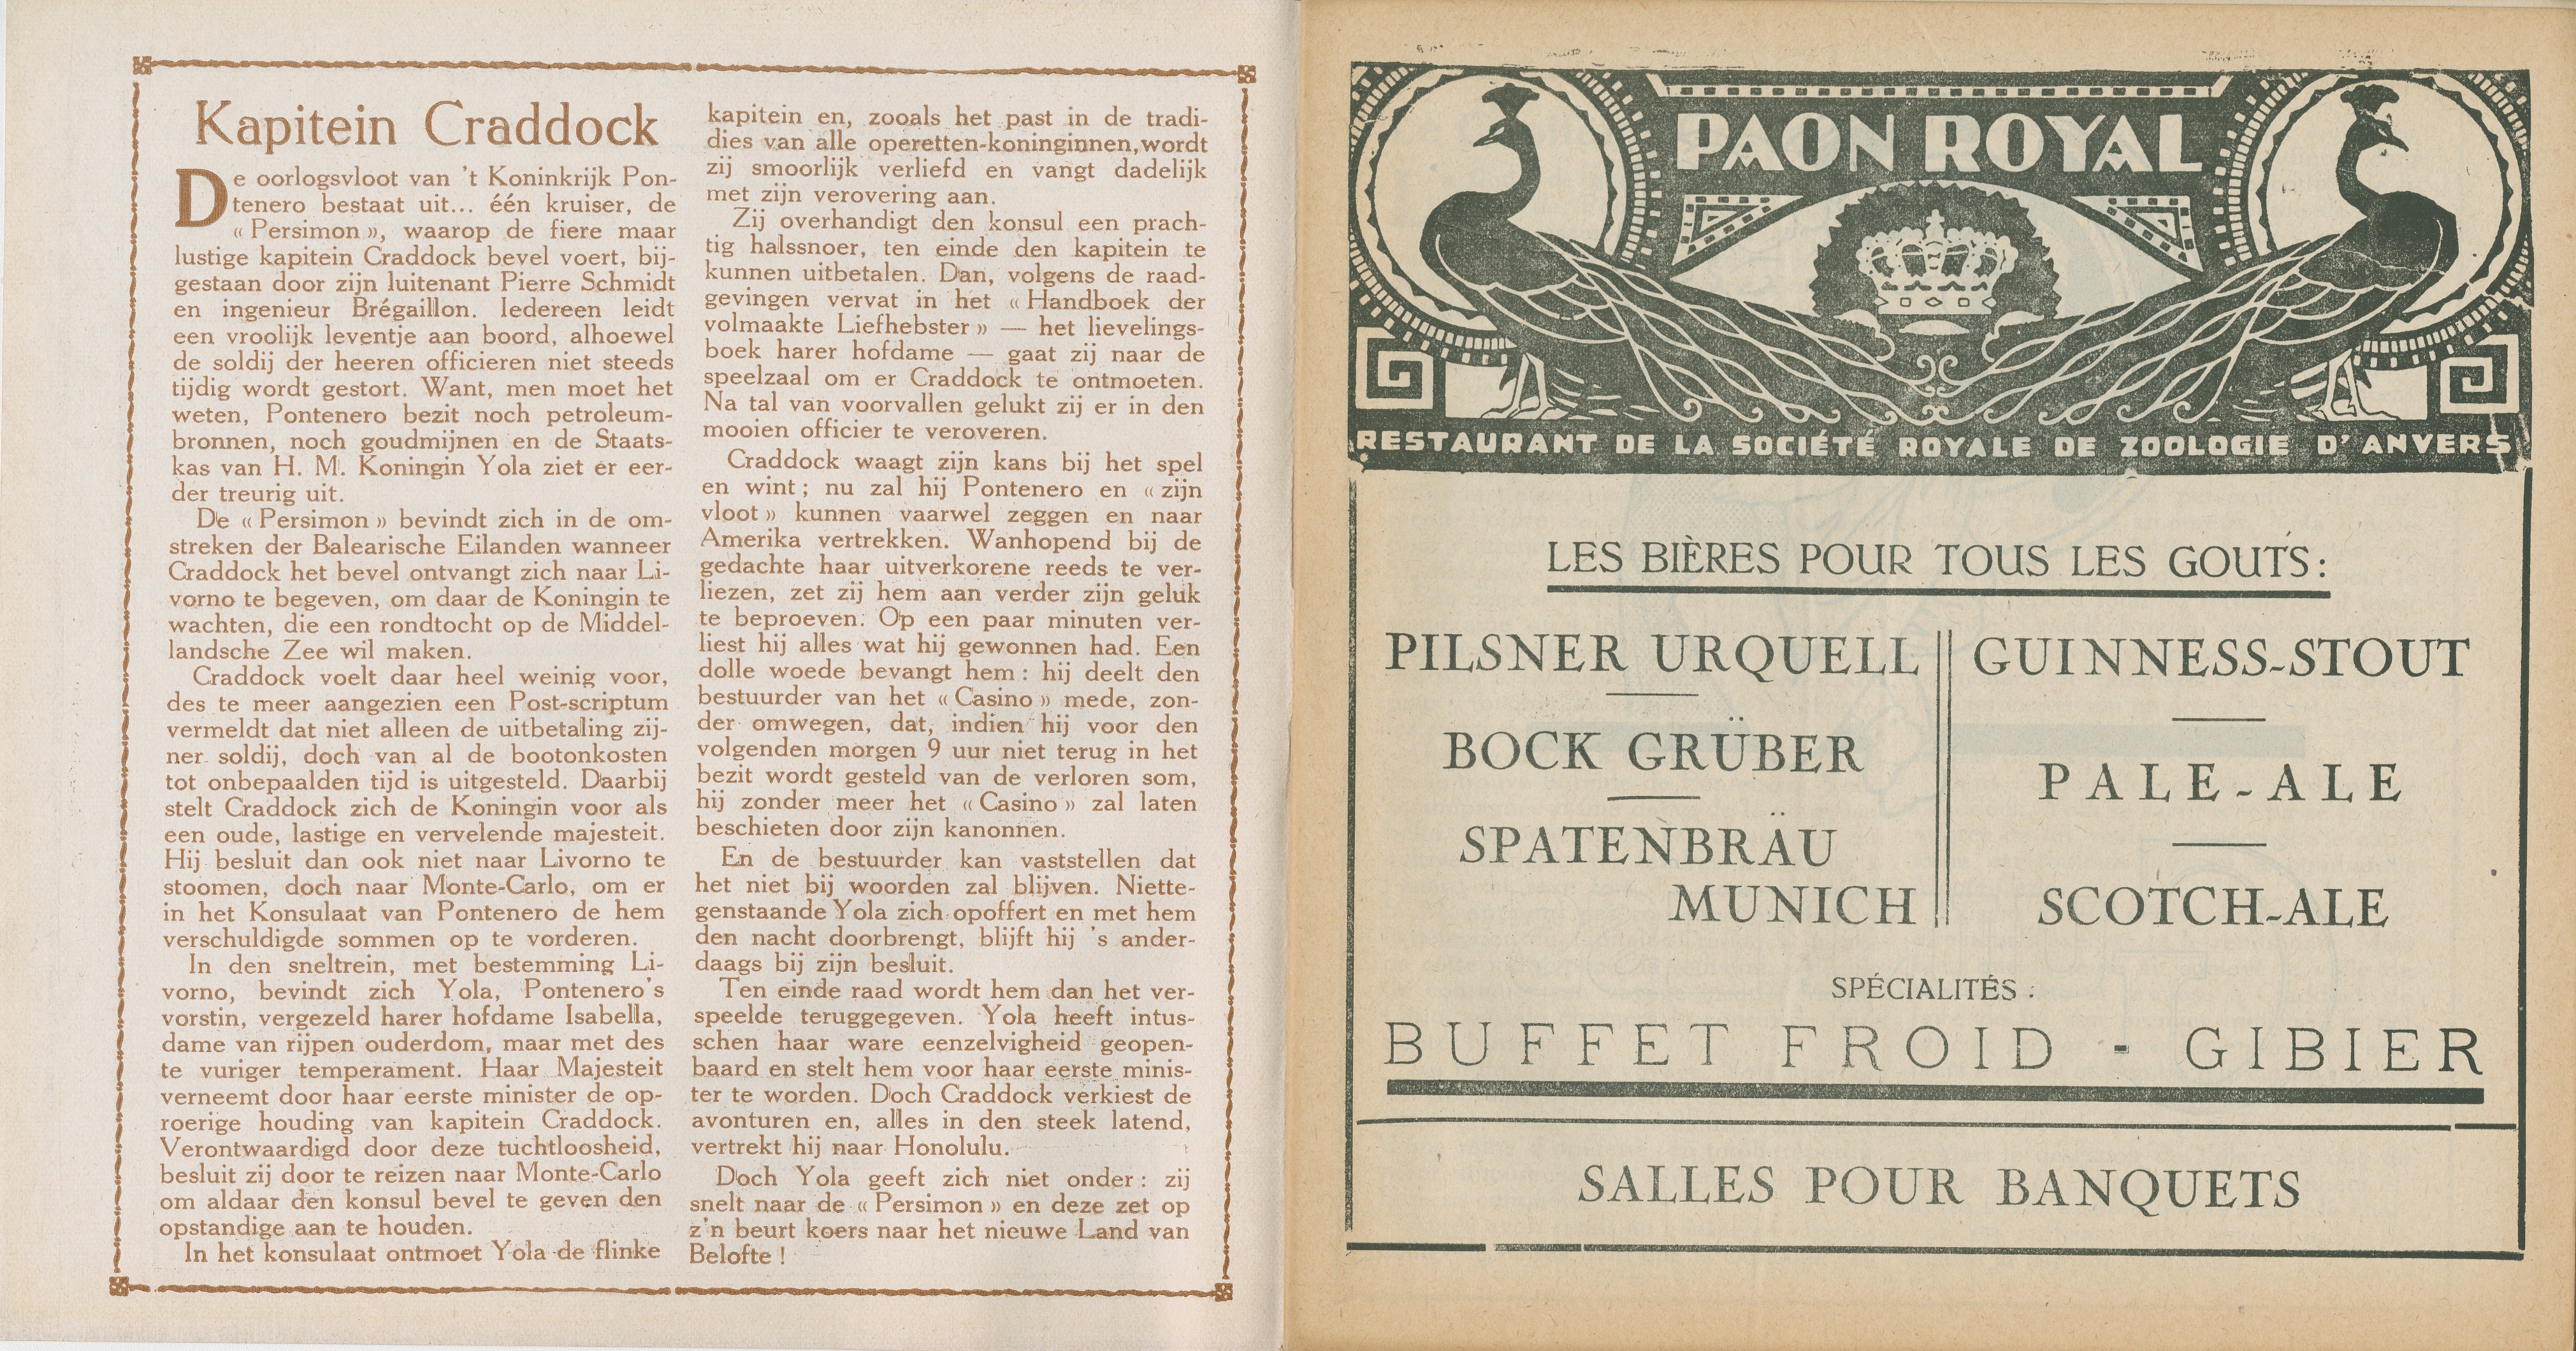 Kapitein Craddock
De oorlogsvloot van 't Koninkrijk Pon-
tenero bestaat uit... één kruiser, de
« Persimon », waarop de fiere maar
lustige kapitein Craddock bevel voert, bij-
gestaan door zijn luitenant Pierre Schmidt
en ingenieur Brégaillon. Iedereen leidt
een vroolijk leventje aan boord, alhoewel
de soldij der heeren officieren niet steeds
tijdig wordt gestort. Want, men moet het
weten, Pontenero bezit noch petroleum-
bronnen, noch goudmijnen en de Staats-
kas van H. M. Koningin Yola ziet er eer-
der treurig uit.
De « Persimon » bevindt zich in de om-
streken der Balearische Eilanden wanneer
Craddock het bevel ontvangt zich naar Li-
vorno te begeven, om daar de Koningin te
wachten, die een rondtocht op de Middel-
landsche Zee wil maken.
Craddock voelt daar heel weinig voor,
des te meer aangezien een Post-scriptum
vermeldt dat niet alleen de uitbetaling zij-
ner soldij, doch van al de bootonkosten
tot onbepaalden tijd is uitgesteld. Daarbij
stelt Craddock zich de Koningin voor als
een oude, lastige en vervelende majesteit.
Hij besluit dan ook niet naar Livorno te
stoomen, doch naar Monte-Carlo, om er
in het Konsulaat van Pontenero de hem
verschuldigde sommen op te vorderen.
In den sneltrein, met bestemming Li-
vorno, bevindt zich Yola, Pontenero's
vorstin, vergezeld harer hofdame Isabella,
dame van rijpen ouderdom, maar met des
te vuriger temperament. Haar Majesteit
verneemt door haar eerste minister de op-
roerige houding van kapitein Craddock.
Verontwaardigd door deze tuchtloosheid,
besluit zij door te reizen naar Monte-Carlo
om aldaar den konsul bevel te geven den
opstandige aan te houden.
In het konsulaat ontmoet Yola de flinke
kapitein en, zooals het past in de tradi-
dies van alle operetten-koninginnen, wordt
zij smoorlijk verliefd en vangt dadelijk
met zijn verovering aan.
Zij overhandigt den konsul een prach-
tig halssnoer, ten einde den kapitein te
kunnen uitbetalen. Dan, volgens de raad-
gevingen vervat in het « Handboek der
volmaakte Liefhebster » — het lievelings-
boek harer hofdame — gaat zij naar de
speelzaal om er Craddock te ontmoeten.
Na tal van voorvallen gelukt zij er in den
mooien officier te veroveren.
Craddock waagt zijn kans bij het spel
en wint ; nu zal hij Pontenero en « zijn
vloot » kunnen vaarwel zeggen en naar
Amerika vertrekken. Wanhopend bij de
gedachte haar uitverkorene reeds te ver-
liezen, zet zij hem aan verder zijn geluk
te beproeven. Op een paar minuten ver-
liest hij alles wat hij gewonnen had. Een
dolle woede bevangt hem : hij deelt den
bestuurder van het « Casino » mede, zon-
der omwegen, dat, indien hij voor den
volgenden morgen 9 uur niet terug in het
bezit wordt gesteld van de verloren som,
hij zonder meer het « Casino » zal laten
beschieten door zijn kanonnen.
En de bestuurder kan vaststellen dat
het niet bij woorden zal blijven. Niette-
genstaande Yola zich opoffert en met hem
den nacht doorbrengt, blijft hij 's ander-
daags bij zijn besluit.
Ten einde raad wordt hem dan het ver-
speelde teruggegeven. Yola heeft intus-
schen haar ware eenzelvigheid geopen-
baard en stelt hem voor haar eerste minis-
ter te worden. Doch Craddock verkiest de
avonturen en, alles in den steek latend,
vertrekt hij naar Honolulu.
Doch Yola geeft zich niet onder : zij
snelt naar de « Persimon » en deze zet op
z'n beurt koers naar het nieuwe Land van
Belofte !
PAON ROYAL
RESTAURANT DE LA SOCIÉTÉ ROYALE DE ZOOLOGIE D'ANVERS
LES BIÈRES POUR TOUS LES GOUTS :
PILSNER URQUELL
BOCK GRÜBER
SPATENBRÄU
MUNICH
GUINNESS-STOUT
PALE-ALE
SCOTCH-ALE
SPÉCIALITÉS :
BUFFET FROID - GIBIER
SALLES POUR BANQUETS